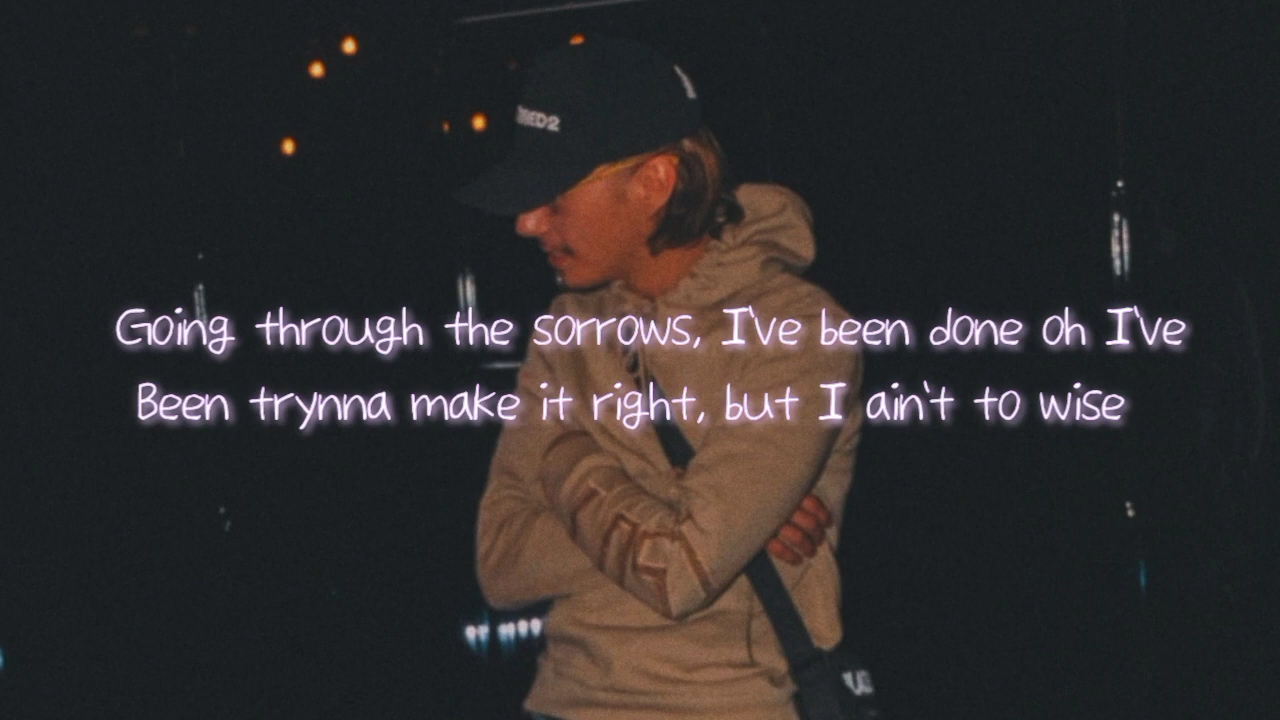 Going through the sorrows, I've been done oh I've
Been trynna make it right, but I ain't to wise